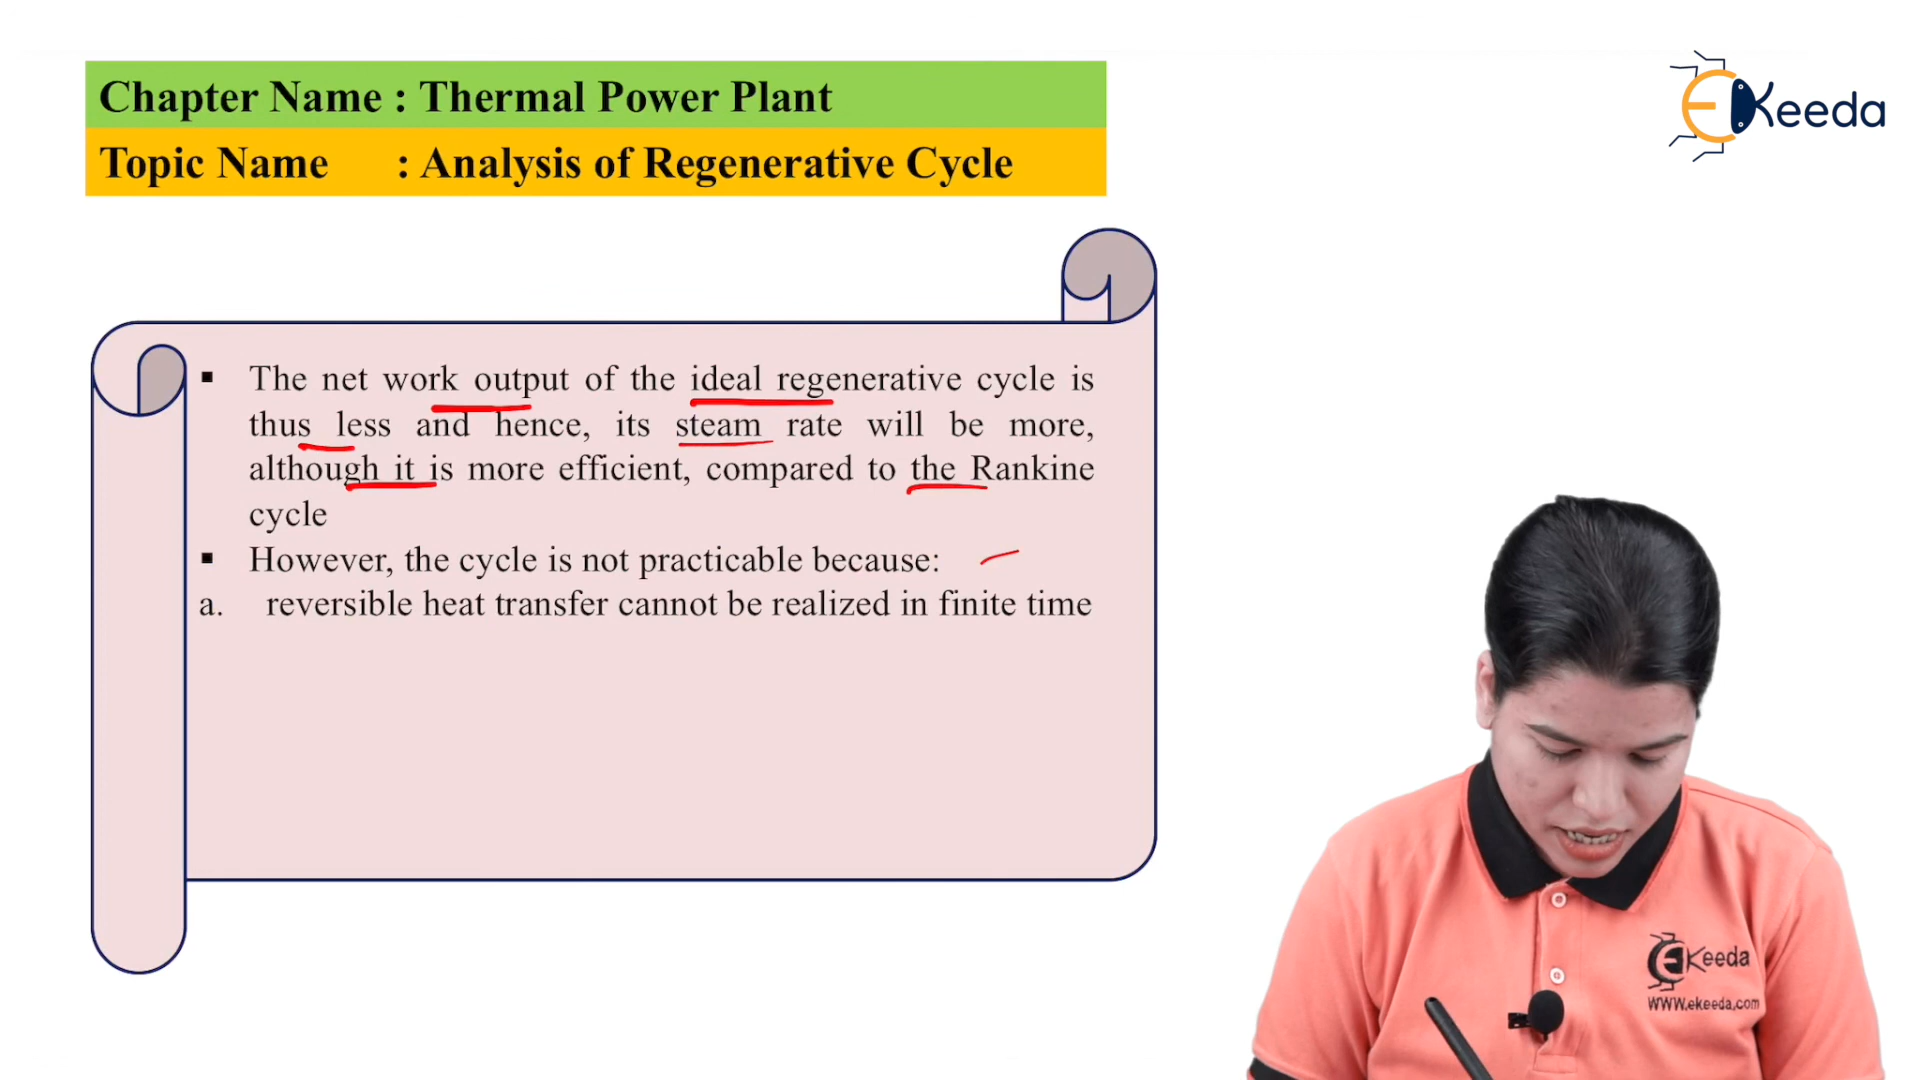 Chapter Name : Thermal Power Plant
Topic Name : Analysis of Regenerative Cycle
EKeeda
▪ The net work output of the ideal regenerative cycle is
thus less and hence, its steam rate will be more,
although it is more efficient, compared to the Rankine
cycle
▪ However, the cycle is not practicable because:
a. reversible heat transfer cannot be realized in finite time
EKeeda
www.ekeeda.com